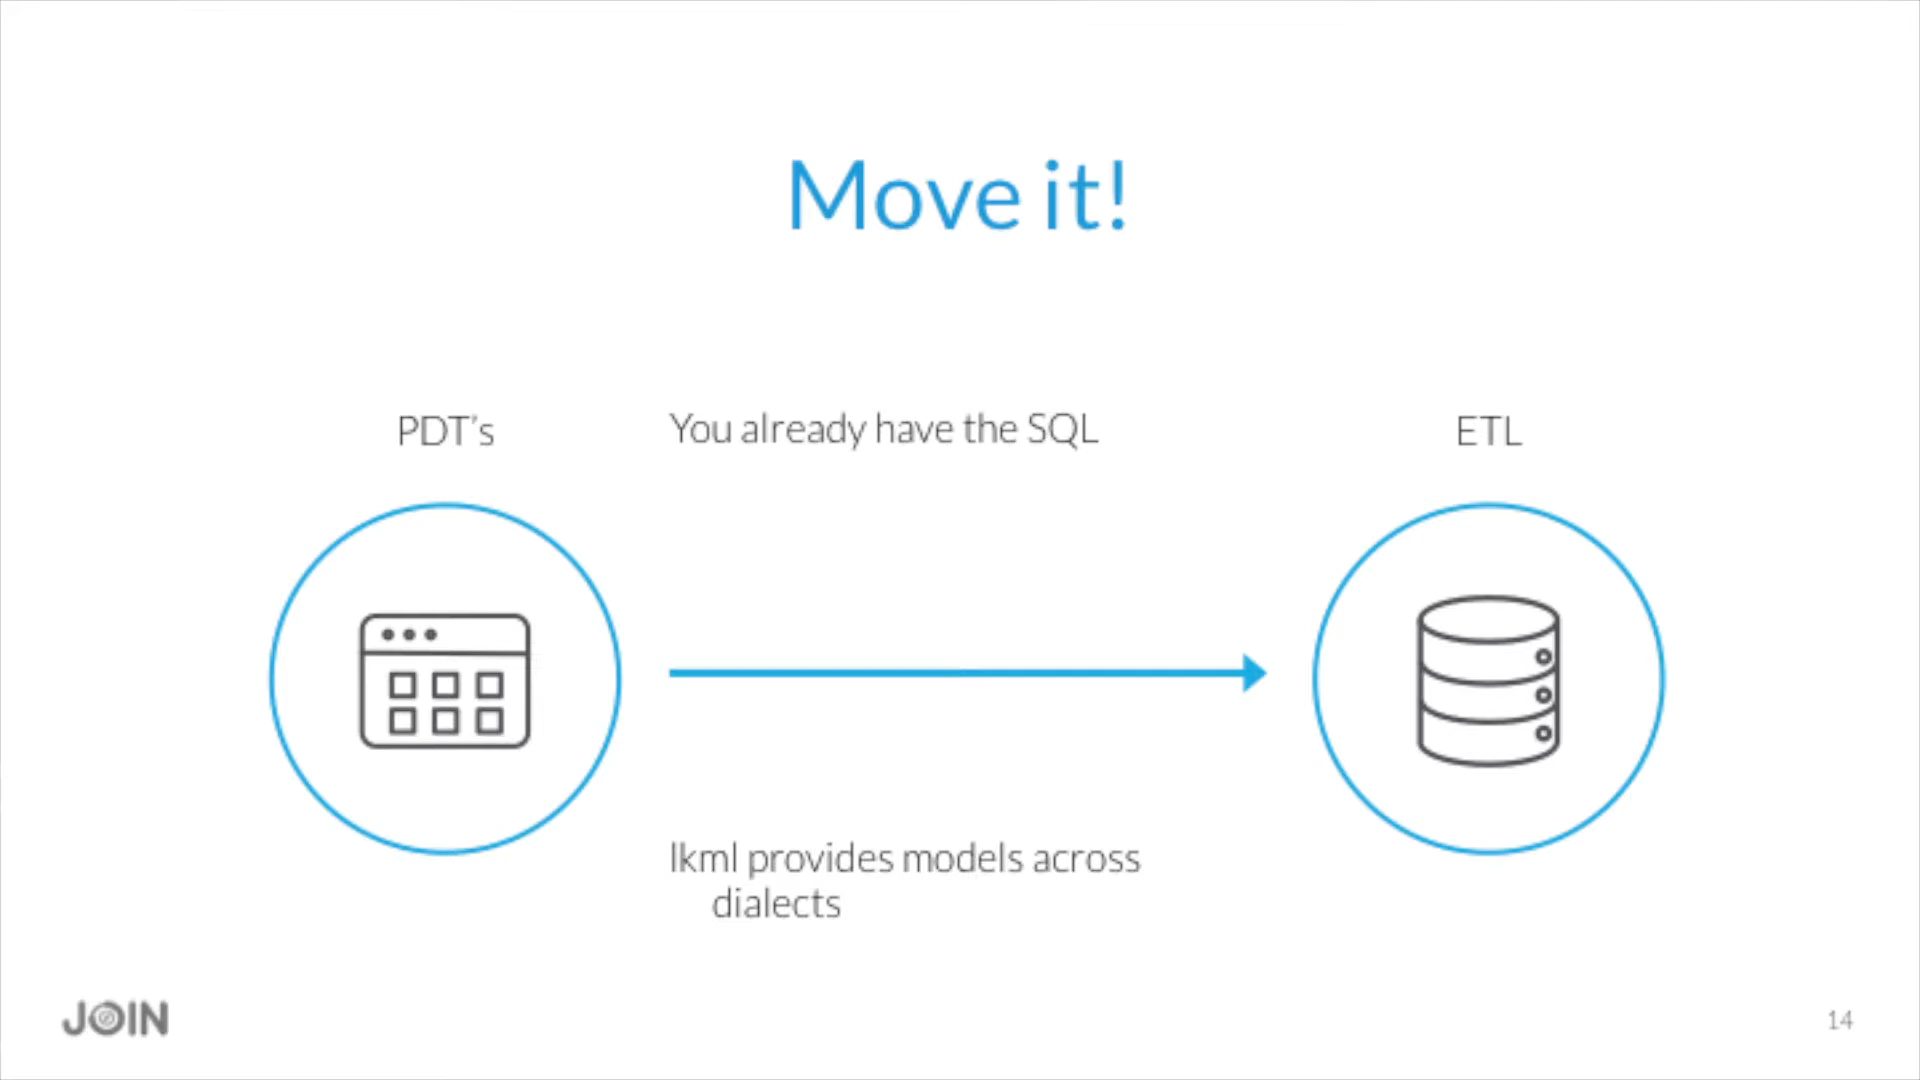 Move it!
PDT's
You already have the SQL
ETL
lkml provides models across
dialects
JOIN
14